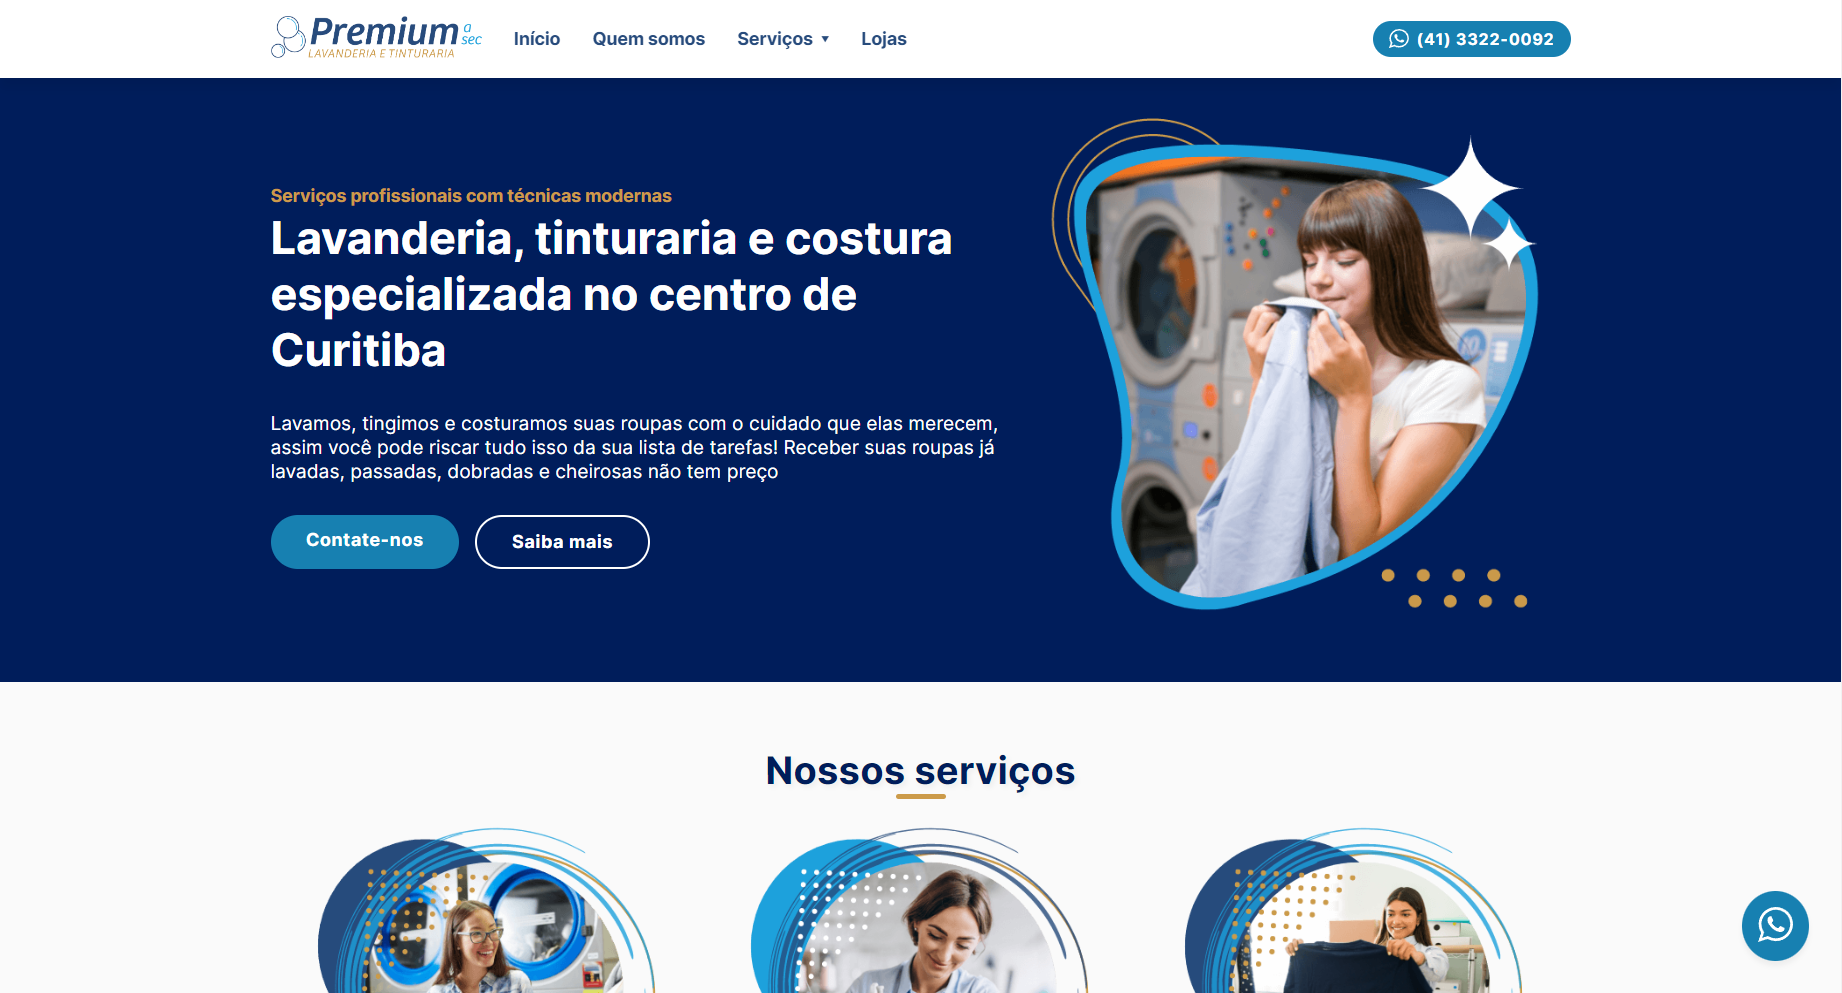 Premium a sec
LAVANDERIA E TINTURARIA
Início
Quem somos
Serviços
Lojas
(41) 3322-0092
Serviços profissionais com técnicas modernas
Lavanderia, tinturaria e costura
especializada no centro de
Curitiba
Lavamos, tingimos e costuramos suas roupas com o cuidado que elas merecem,
assim você pode riscar tudo isso da sua lista de tarefas! Receber suas roupas já
lavadas, passadas, dobradas e cheirosas não tem preço
Contate-nos
Saiba mais
Nossos serviços